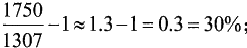 1750/1307 − 1 ≈ 1.3 − 1 = 0.3 = 30%;